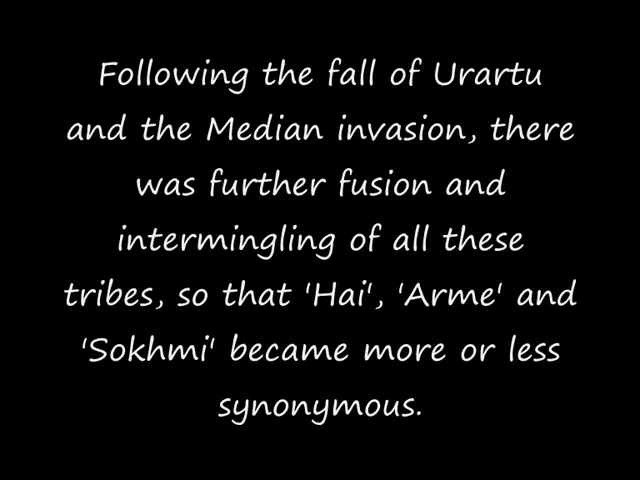 Following the fall of Urartu
and the Median invasion, there
was further fusion and
intermingling of all these
tribes, so that 'Hai', 'Arme' and
'Sokhmi' became more or less
synonymous.